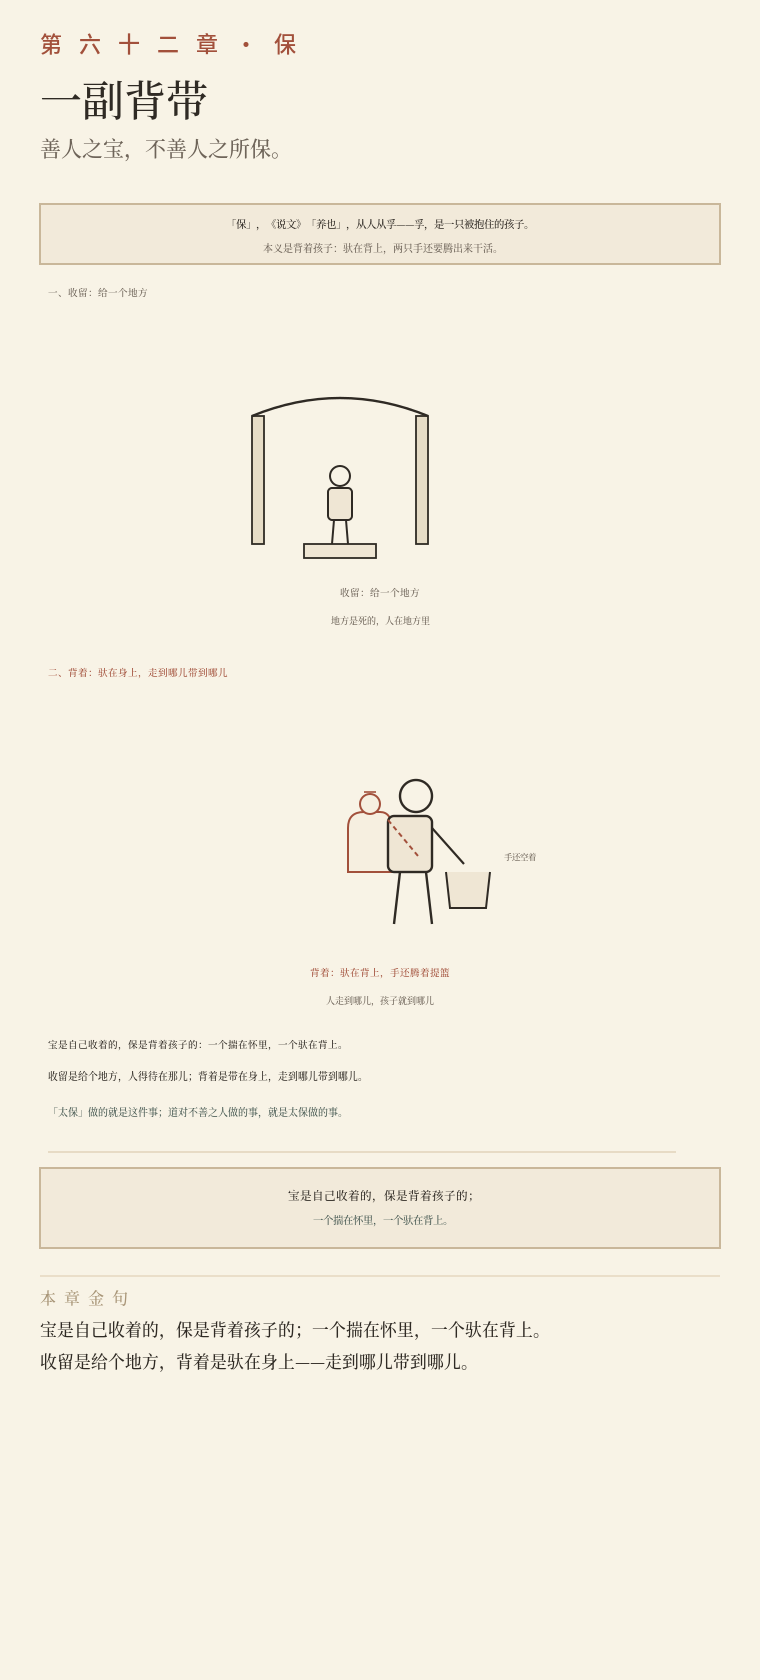 第六十二章·保
一副背带
善人之宝，不善人之所保。
「保」，《说文》「养也」，从人从孚——孚，是一只被抱住的孩子。
本义是背着孩子：驮在背上，两只手还要腾出来干活。
一、收留：给一个地方
收留：给一个地方
地方是死的，人在地方里
二、背着：驮在身上，走到哪儿带到哪儿
手还空着
背着：驮在背上，手还腾着提篮
人走到哪儿，孩子就到哪儿
宝是自己收着的，保是背着孩子的：一个揣在怀里，一个驮在背上。
收留是给个地方，人得待在那儿；背着是带在身上，走到哪儿带到哪儿。
「太保」做的就是这件事；道对不善之人做的事，就是太保做的事。
宝是自己收着的，保是背着孩子的；
一个揣在怀里，一个驮在背上。
本章金句
宝是自己收着的，保是背着孩子的；一个揣在怀里，一个驮在背上。
收留是给个地方，背着是驮在身上——走到哪儿带到哪儿。